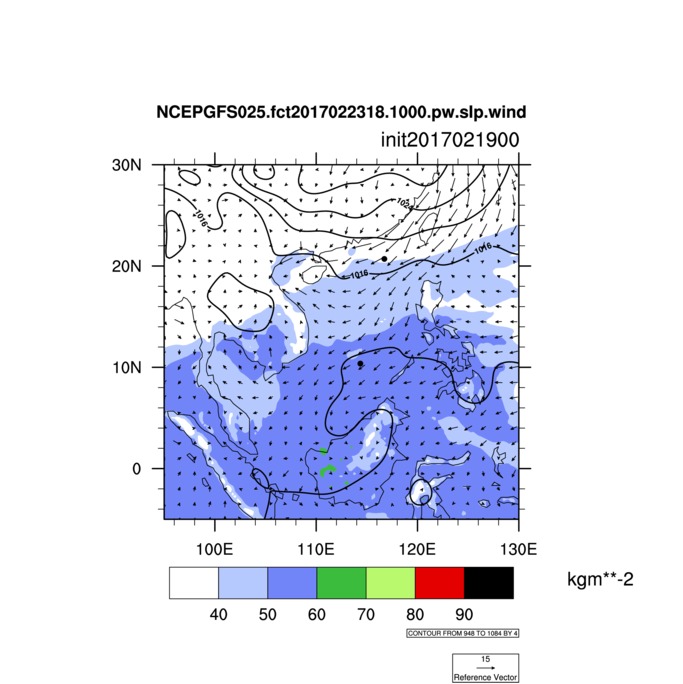 NCEPGFS025.fct2017022318.1000.pw.slp.wind
init2017021900
30N
20N
10N
0
1016
1024
1016
1016
100E 110E 120E 130E
40 50 60 70 80 90
kgm**-2
CONTOUR FROM 948 TO 1084 BY 4
15
Reference Vector